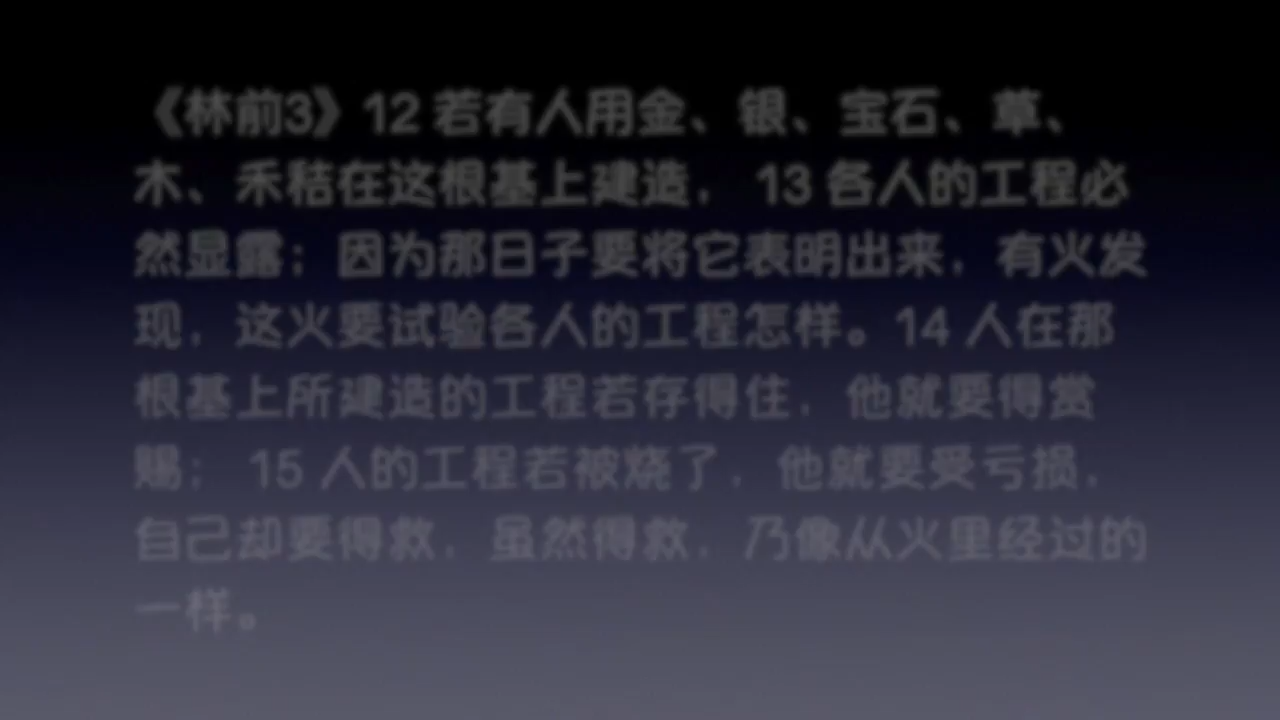 《林前3》12 若有人用金、银、宝石、草、
木、禾秸在这根基上建造， 13 各人的工程必
然显露；因为那日子要将它表明出来，有火发
现，这火要试验各人的工程怎样。14 人在那
根基上所建造的工程若存得住，他就要得赏
赐； 15 人的工程若被烧了，他就要受亏损，
自己却要得救，虽然得救，乃像从火里经过的
一样。